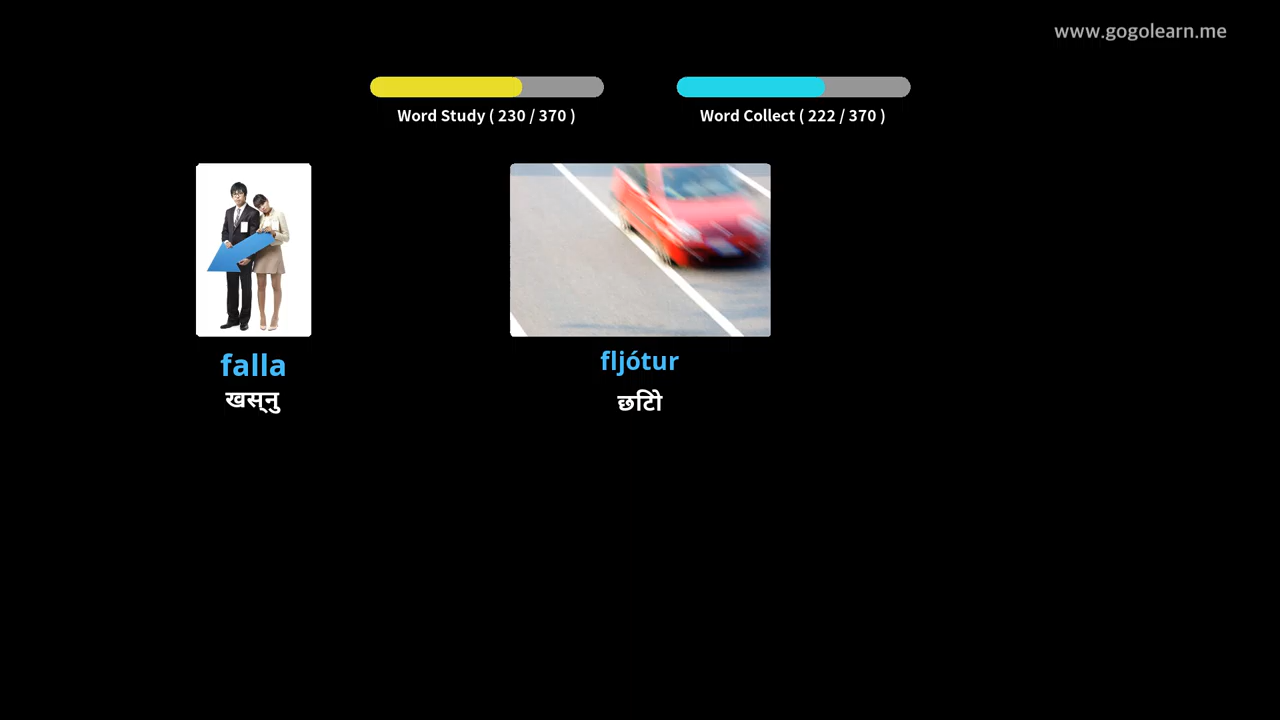 www.gogolearn.me
Word Study ( 230 / 370 )
Word Collect ( 222 / 370 )
falla
खस्‌नु
fljótur
छिटो